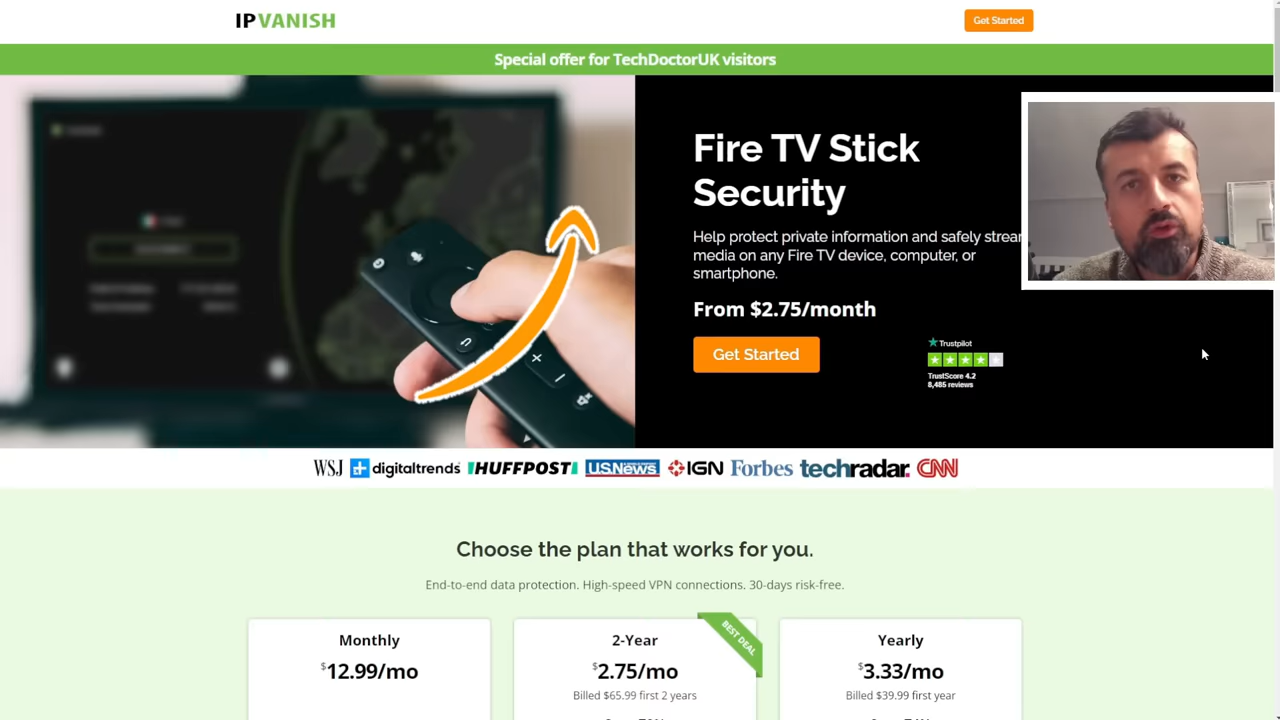 IPVANISH
Get Started
Special offer for TechDoctorUK visitors
Fire TV Stick
Security
Help protect private information and safely strea
media on any Fire TV device, computer, or
smartphone.
From $2.75/month
Get Started
Trustpilot
TrustScore 4.2
8,485 reviews
WSJ digitaltrends HUFFPOST U.S.News IGN Forbes techradar. CNN
Choose the plan that works for you.
End-to-end data protection. High-speed VPN connections. 30-days risk-free.
Monthly
$12.99/mo
2-Year
BEST DEAL
$2.75/mo
Billed $65.99 first 2 years
Yearly
$3.33/mo
Billed $39.99 first year